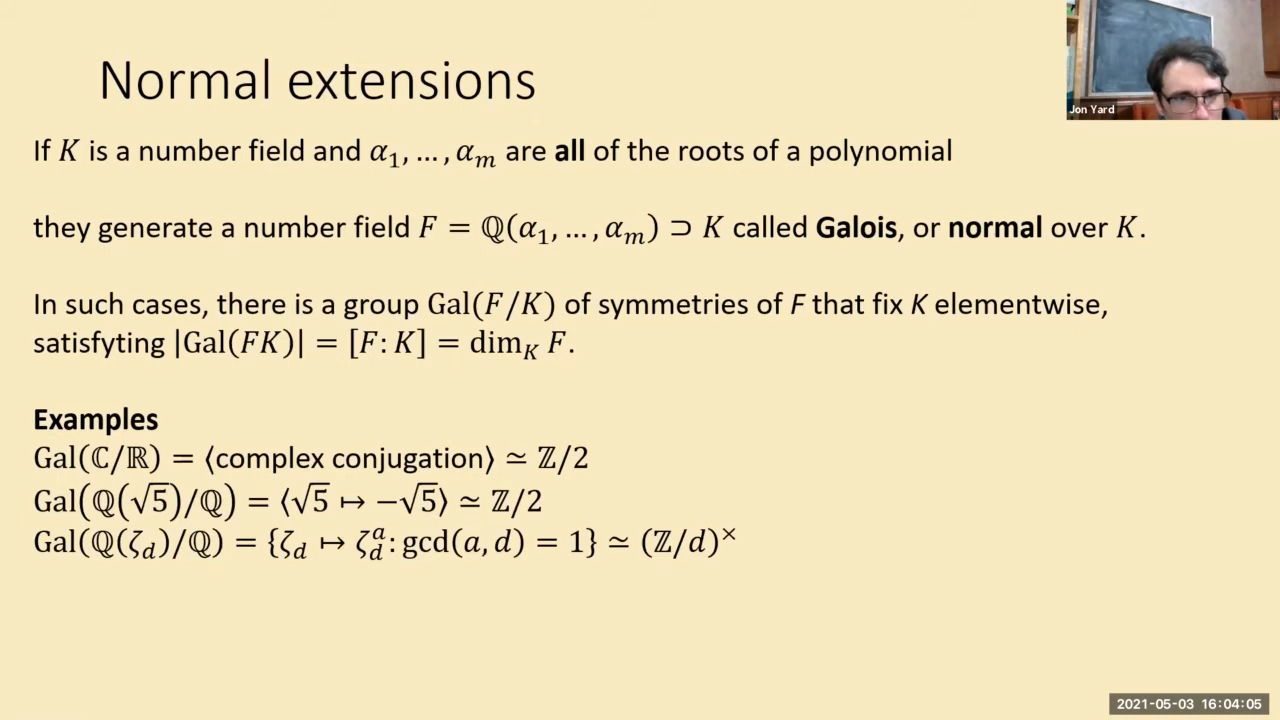 Normal extensions
Jon Yard
If K is a number field and α₁, …, αₘ are all of the roots of a polynomial
they generate a number field F = ℚ(α₁, …, αₘ) ⊃ K called Galois, or normal over K.
In such cases, there is a group Gal(F/K) of symmetries of F that fix K elementwise,
satisfyting |Gal(FK)| = [F: K] = dim_K F.
Examples
Gal(ℂ/ℝ) = ⟨complex conjugation⟩ ≃ ℤ/2
Gal(ℚ(√5)/ℚ) = ⟨√5 ↦ −√5⟩ ≃ ℤ/2
Gal(ℚ(ζ_d)/ℚ) = {ζ_d ↦ ζ_d^a: gcd(a, d) = 1} ≃ (ℤ/d)^×
2021-05-03 16:04:05